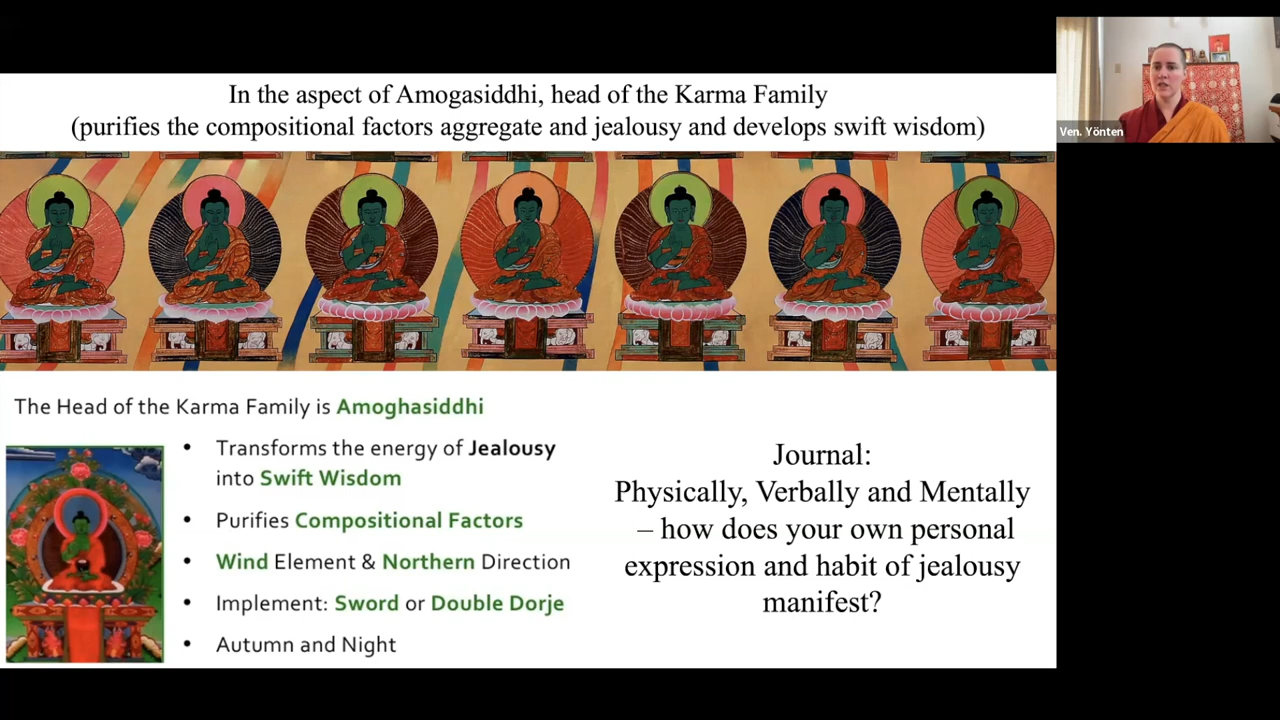 In the aspect of Amogasiddhi, head of the Karma Family
(purifies the compositional factors aggregate and jealousy and develops swift wisdom)
Ven. Yönten
The Head of the Karma Family is Amoghasiddhi
• Transforms the energy of Jealousy
into Swift Wisdom
• Purifies Compositional Factors
• Wind Element & Northern Direction
• Implement: Sword or Double Dorje
• Autumn and Night
Journal:
Physically, Verbally and Mentally
– how does your own personal
expression and habit of jealousy
manifest?